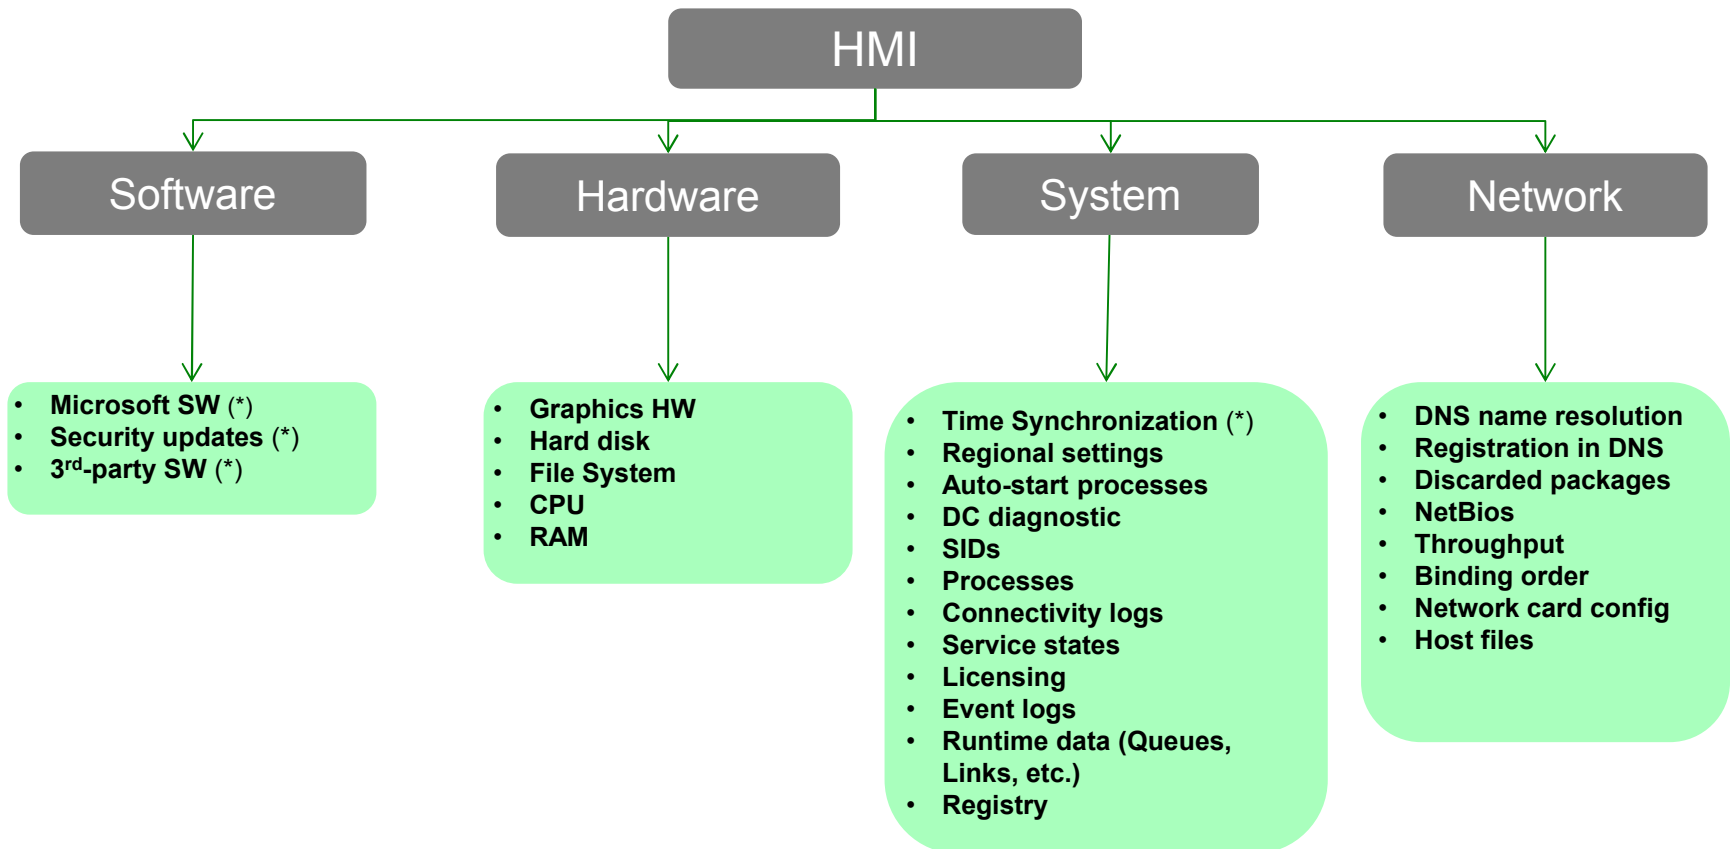 HMI
Software
Hardware
System
Network
• Microsoft SW (*)
• Security updates (*)
• 3rd-party SW (*)
• Graphics HW
• Hard disk
• File System
• CPU
• RAM
• Time Synchronization (*)
• Regional settings
• Auto-start processes
• DC diagnostic
• SIDs
• Processes
• Connectivity logs
• Service states
• Licensing
• Event logs
• Runtime data (Queues,
Links, etc.)
• Registry
• DNS name resolution
• Registration in DNS
• Discarded packages
• NetBios
• Throughput
• Binding order
• Network card config
• Host files